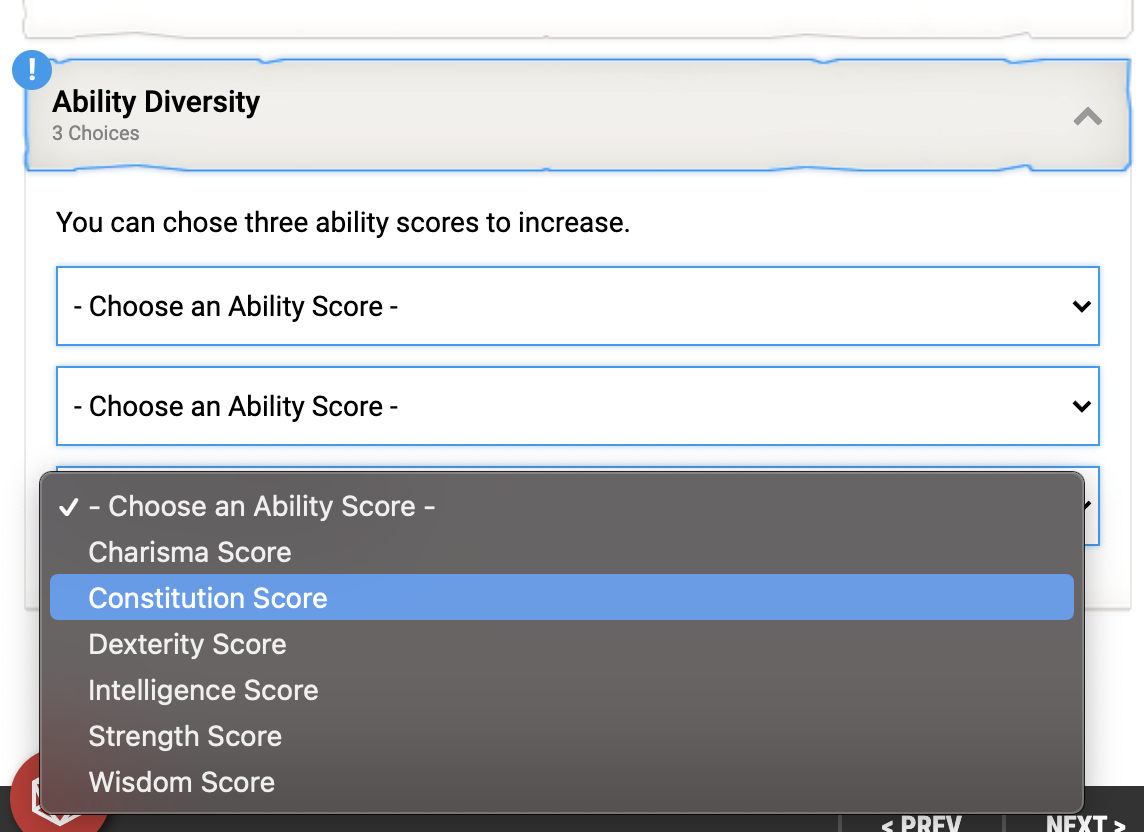 !
Ability Diversity
3 Choices
You can chose three ability scores to increase.
- Choose an Ability Score -
- Choose an Ability Score -
✓ - Choose an Ability Score -
Charisma Score
Constitution Score
Dexterity Score
Intelligence Score
Strength Score
Wisdom Score
< PREV
NEXT >